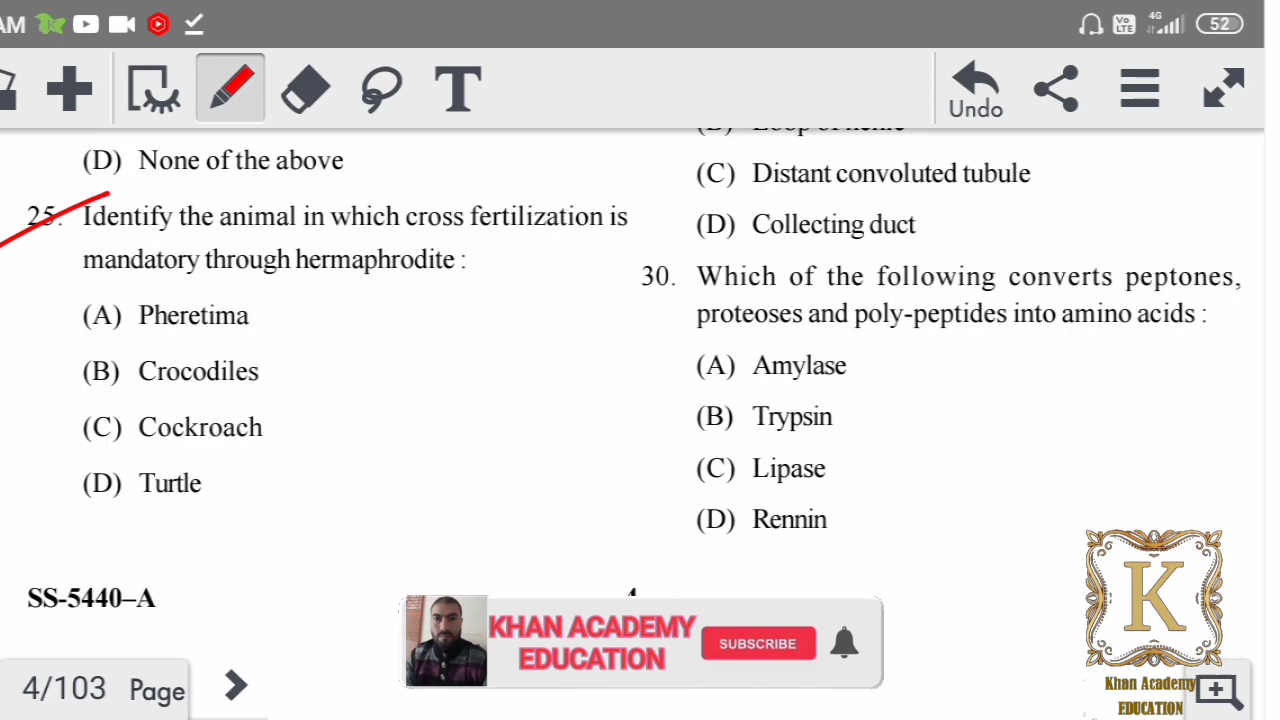 AM
Vo
LTE
4G
52
T
Undo
(D) None of the above
25. Identify the animal in which cross fertilization is
mandatory through hermaphrodite :
(A) Pheretima
(B) Crocodiles
(C) Cockroach
(D) Turtle
SS-5440–A
(C) Distant convoluted tubule
(D) Collecting duct
30. Which of the following converts peptones,
proteoses and poly-peptides into amino acids :
(A) Amylase
(B) Trypsin
(C) Lipase
(D) Rennin
KHAN ACADEMY
EDUCATION
SUBSCRIBE
K
Khan Academy
EDUCATION
4/103 Page